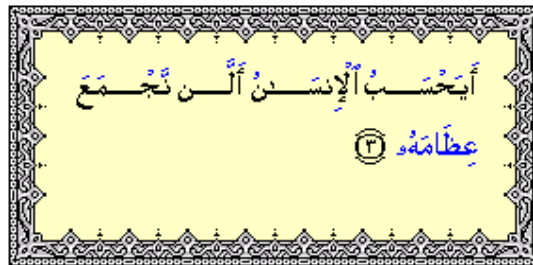 أَيَحْسَبُ ٱلْإِنسَـٰنُ أَلَّن نَّجْمَعَ
عِظَامَهُۥ ﴿٣﴾